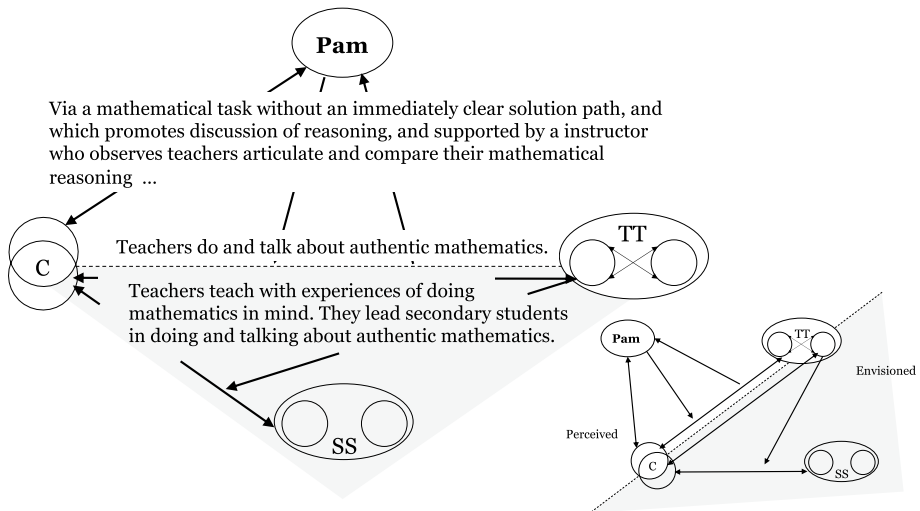 Pam
Via a mathematical task without an immediately clear solution path, and
which promotes discussion of reasoning, and supported by a instructor
who observes teachers articulate and compare their mathematical
reasoning ...
C
Teachers do and talk about authentic mathematics.
TT
Teachers teach with experiences of doing
mathematics in mind. They lead secondary students
in doing and talking about authentic mathematics.
SS
Pam
TT
Envisioned
Perceived
C
SS